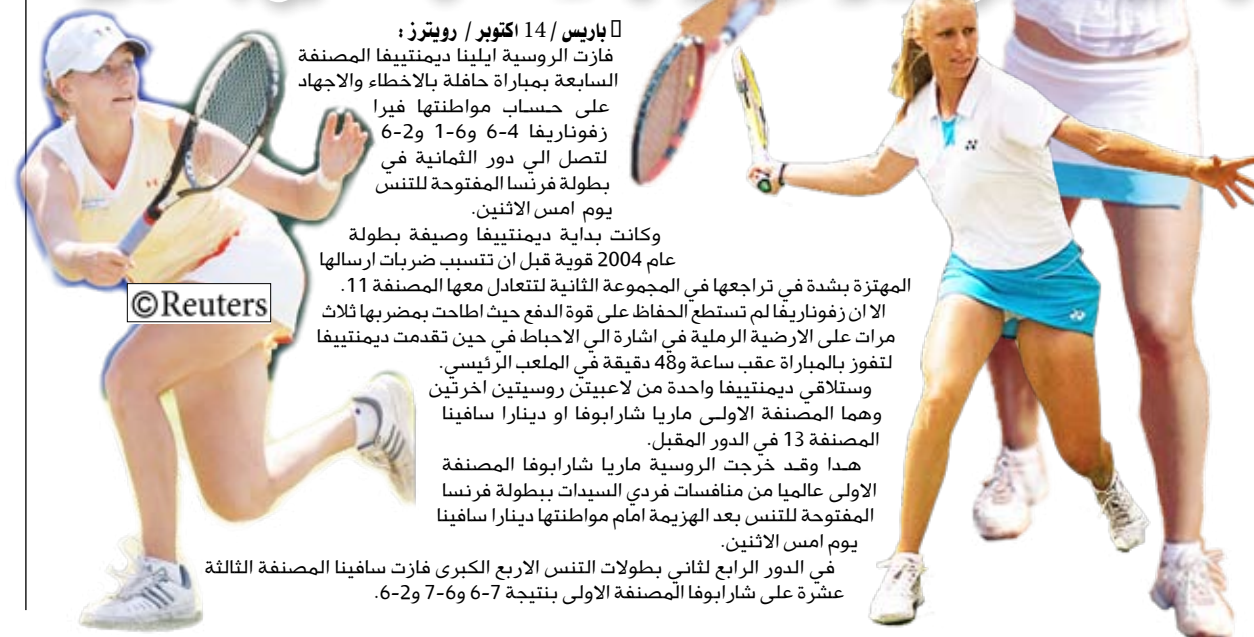 باريس / 14 اكتوبر / رويترز :
فازت الروسية ايلينا ديمنتييفا المصنفة
السابعة بمباراة حافلة بالاخطاء والاجهاد
على حساب مواطنتها فيرا
زفوناريفا 4-6 و6-1 و2-6
لتصل الي دور الثمانية في
بطولة فرنسا المفتوحة للتنس
يوم امس الاثنين.
وكانت بداية ديمنتييفا وصيفة بطولة
عام 2004 قوية قبل ان تتسبب ضربات ارسالها
المهتزة بشدة في تراجعها في المجموعة الثانية لتتعادل معها المصنفة 11.
الا ان زفوناريفا لم تستطع الحفاظ على قوة الدفع حيث اطاحت بمضربها ثلاث
مرات على الارضية الرملية في اشارة الي الاحباط في حين تقدمت ديمنتييفا
لتفوز بالمباراة عقب ساعة و48 دقيقة في الملعب الرئيسي.
وستلاقي ديمنتييفا واحدة من لاعبيتن روسيتين اخرتين
وهما المصنفة الاولى ماريا شارابوفا او دينارا سافينا
المصنفة 13 في الدور المقبل.
هدا وقد خرجت الروسية ماريا شارابوفا المصنفة
الاولى عالميا من منافسات فردي السيدات ببطولة فرنسا
المفتوحة للتنس بعد الهزيمة امام مواطنتها دينارا سافينا
يوم امس الاثنين.
في الدور الرابع لثاني بطولات التنس الاربع الكبرى فازت سافينا المصنفة الثالثة
عشرة على شارابوفا المصنفة الاولى بنتيجة 7-6 و6-7 و2-6.
©Reuters